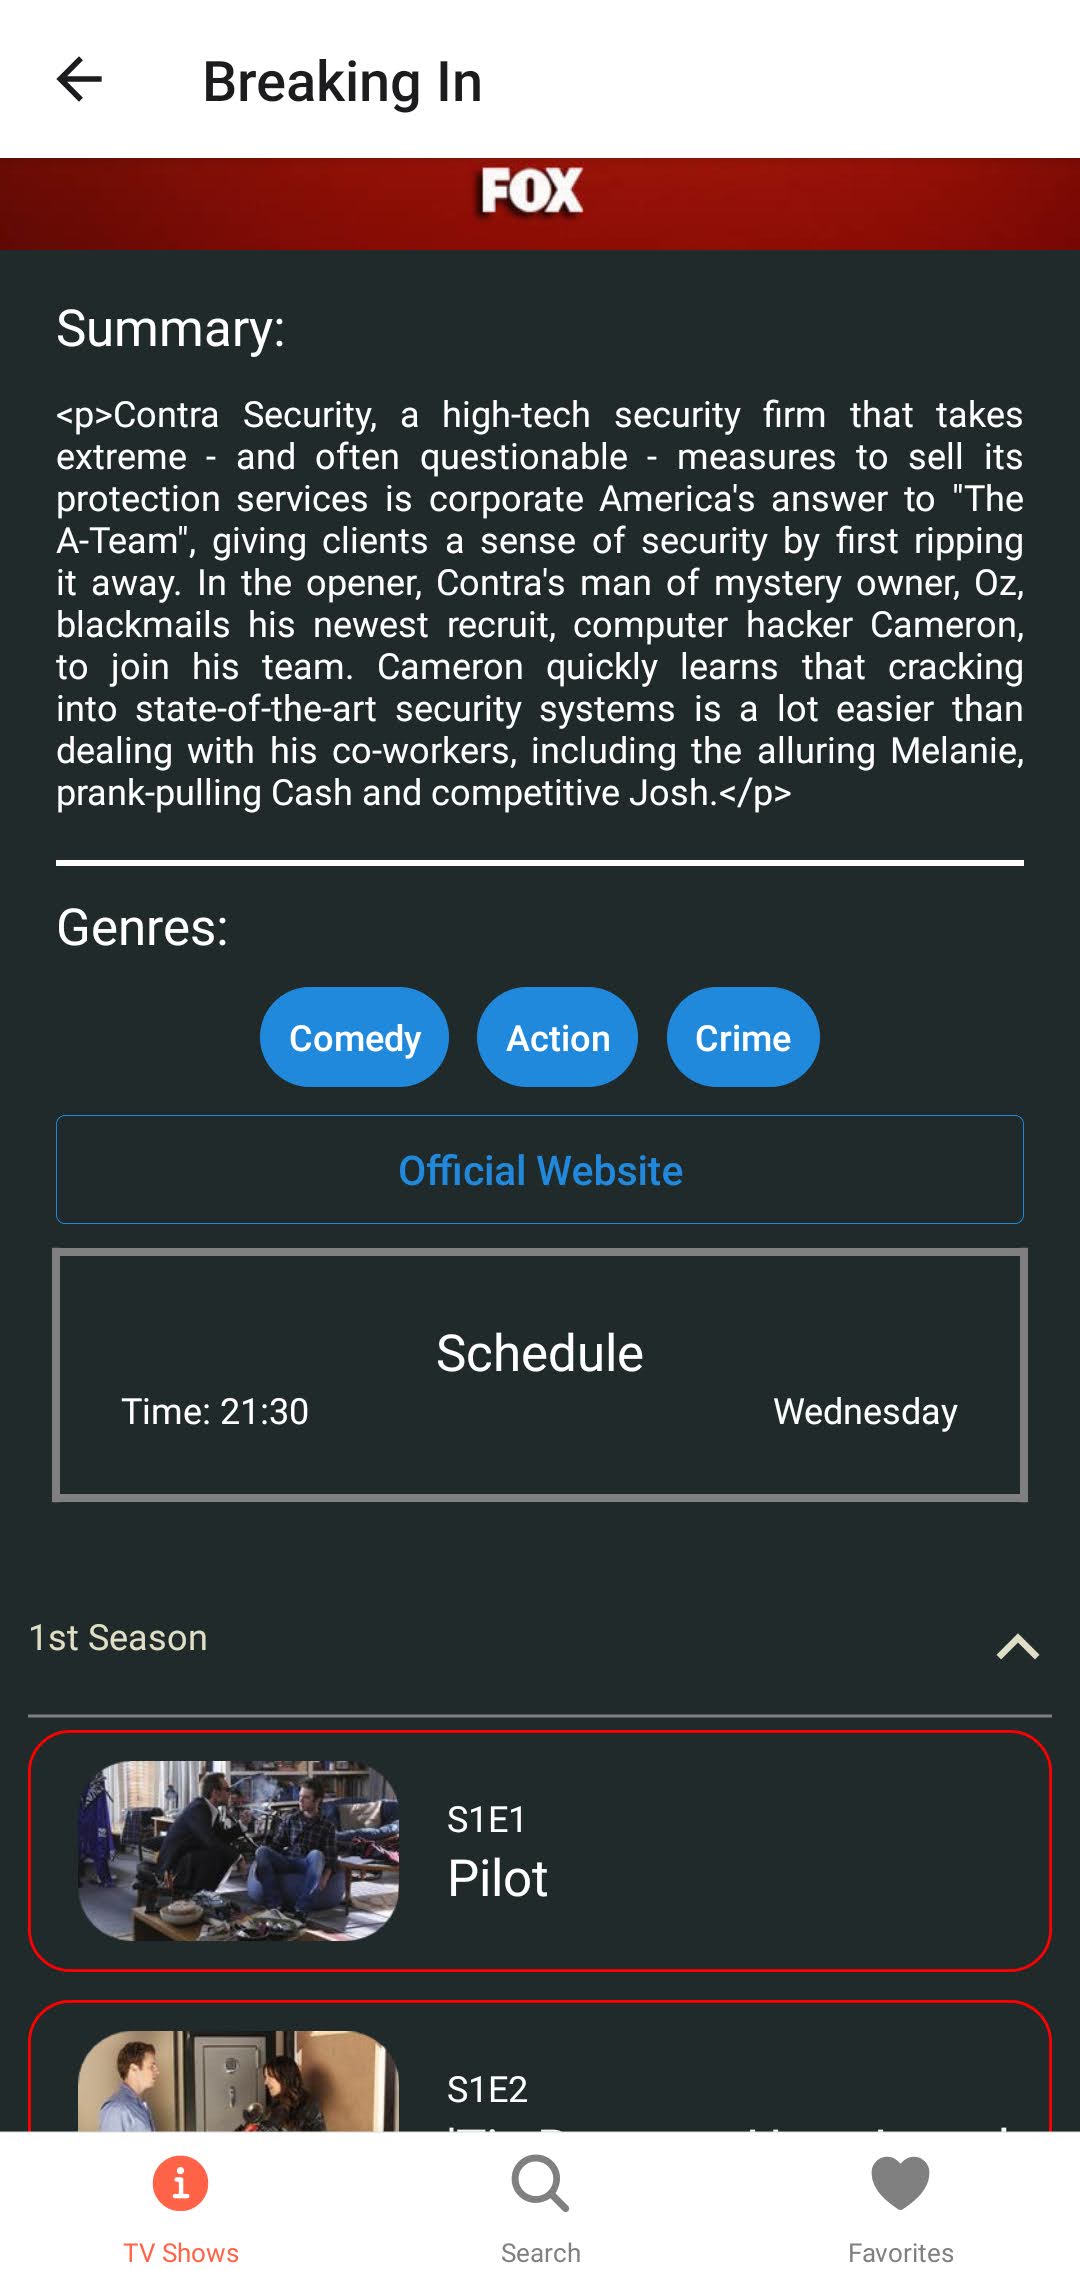 Breaking In
FOX
Summary:
<p>Contra Security, a high-tech security firm that takes
extreme - and often questionable - measures to sell its
protection services is corporate America's answer to "The
A-Team", giving clients a sense of security by first ripping
it away. In the opener, Contra's man of mystery owner, Oz,
blackmails his newest recruit, computer hacker Cameron,
to join his team. Cameron quickly learns that cracking
into state-of-the-art security systems is a lot easier than
dealing with his co-workers, including the alluring Melanie,
prank-pulling Cash and competitive Josh.</p>
Genres:
Comedy Action Crime
Official Website
Schedule
Time: 21:30 Wednesday
1st Season
S1E1
Pilot
S1E2
TV Shows Search Favorites